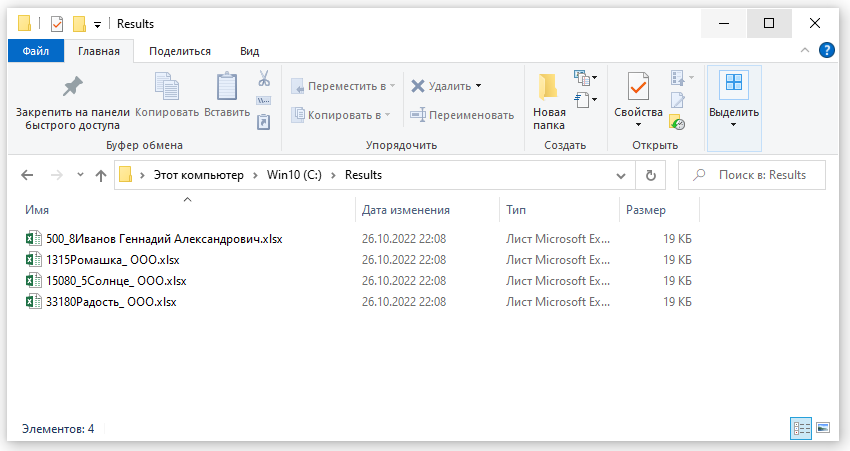 Results
Файл Главная Поделиться Вид
Закрепить на панели быстрого доступа
Копировать
Вставить
Переместить в
Копировать в
Удалить
Переименовать
Новая папка
Свойства
Выделить
Буфер обмена Упорядочить Создать Открыть
Этот компьютер Win10 (C:) Results
Поиск в: Results
Имя Дата изменения Тип Размер
500_8Иванов Геннадий Александрович.xlsx 26.10.2022 22:08 Лист Microsoft Ex... 19 КБ
1315Ромашка_ ООО.xlsx 26.10.2022 22:08 Лист Microsoft Ex... 19 КБ
15080_5Солнце_ ООО.xlsx 26.10.2022 22:08 Лист Microsoft Ex... 19 КБ
33180Радость_ ООО.xlsx 26.10.2022 22:08 Лист Microsoft Ex... 19 КБ
Элементов: 4